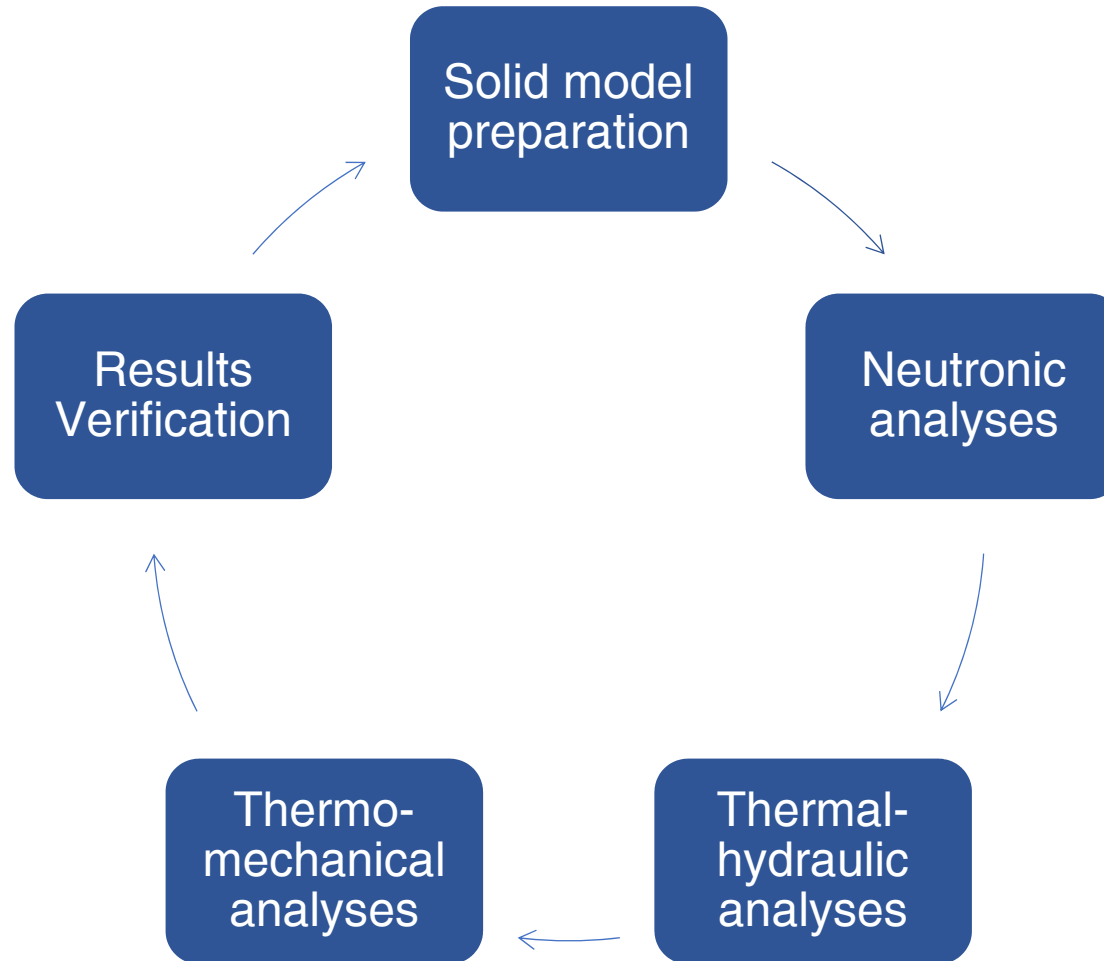 Solid model
preparation
Neutronic
analyses
Thermal-
hydraulic
analyses
Thermo-
mechanical
analyses
Results
Verification